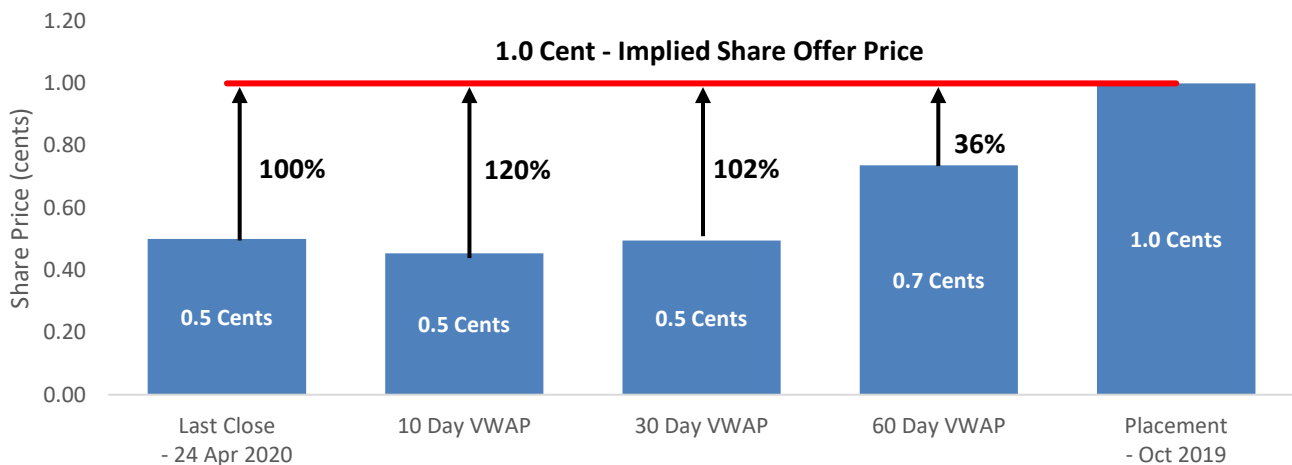 1.20
1.0 Cent - Implied Share Offer Price
1.00
0.80
0.60
0.40
0.20
0.00
Share Price (cents)
100%
120%
102%
36%
0.5 Cents
0.5 Cents
0.5 Cents
0.7 Cents
1.0 Cents
Last Close
- 24 Apr 2020
10 Day VWAP
30 Day VWAP
60 Day VWAP
Placement
- Oct 2019